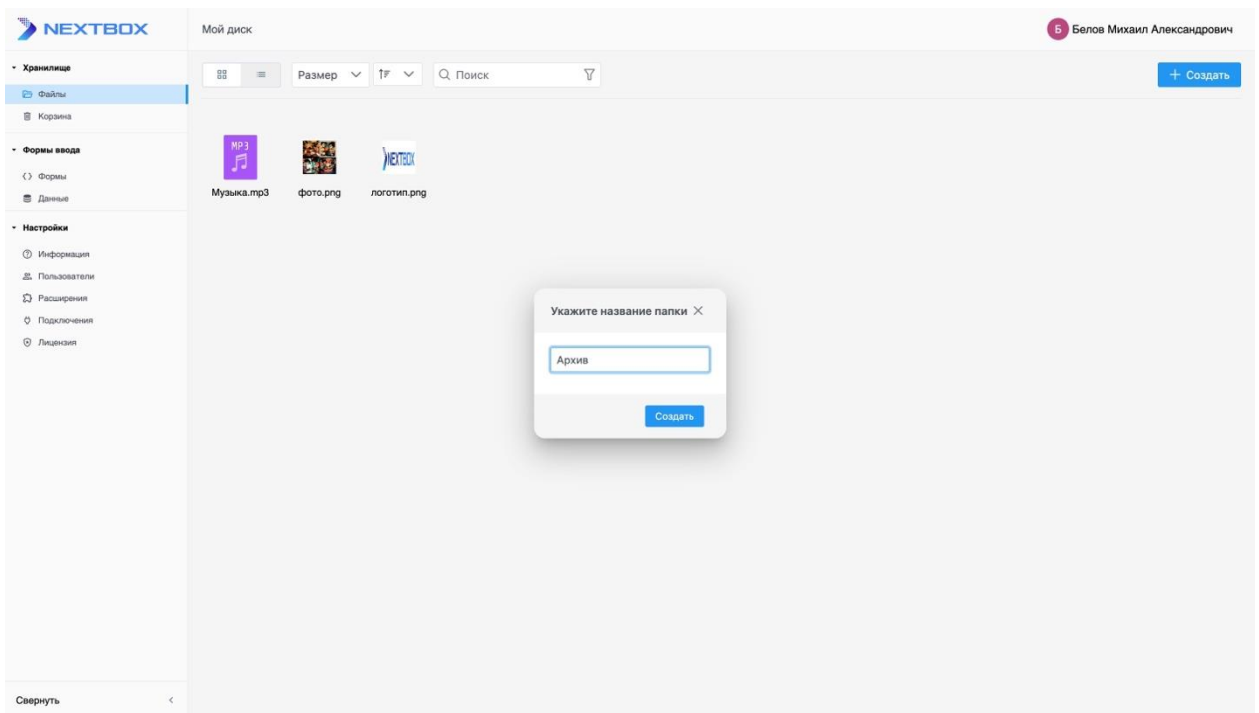 NEXTBOX
Мой диск
Б Белов Михаил Александрович
Хранилище
Файлы
Корзина
Формы ввода
Формы
Данные
Настройки
Информация
Пользователи
Расширения
Подключения
Лицензия
Свернуть
Размер
Поиск
+ Создать
MP3
NEXTBOX
Музыка.mp3 фото.png логотип.png
Укажите название папки
Архив
Создать